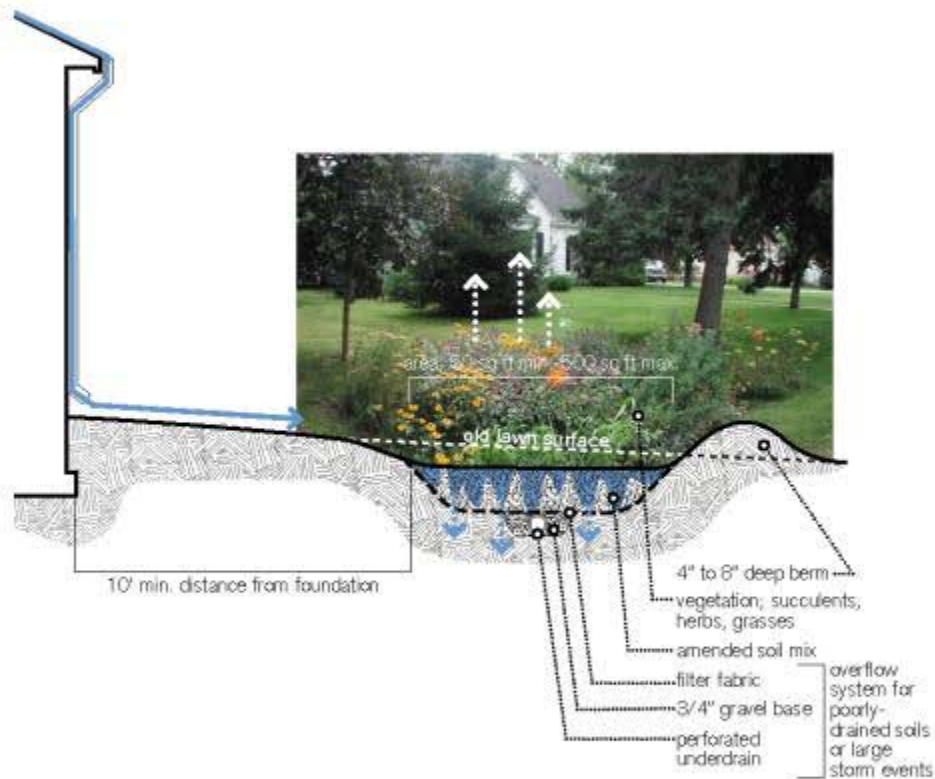 area; 50 sq ft min - 500 sq ft max
old lawn surface
10' min. distance from foundation
4" to 8" deep berm
vegetation; succulents,
herbs, grasses
amended soil mix
filter fabric
3/4" gravel base
perforated
underdrain
overflow
system for
poorly-
drained soils
or large
storm events